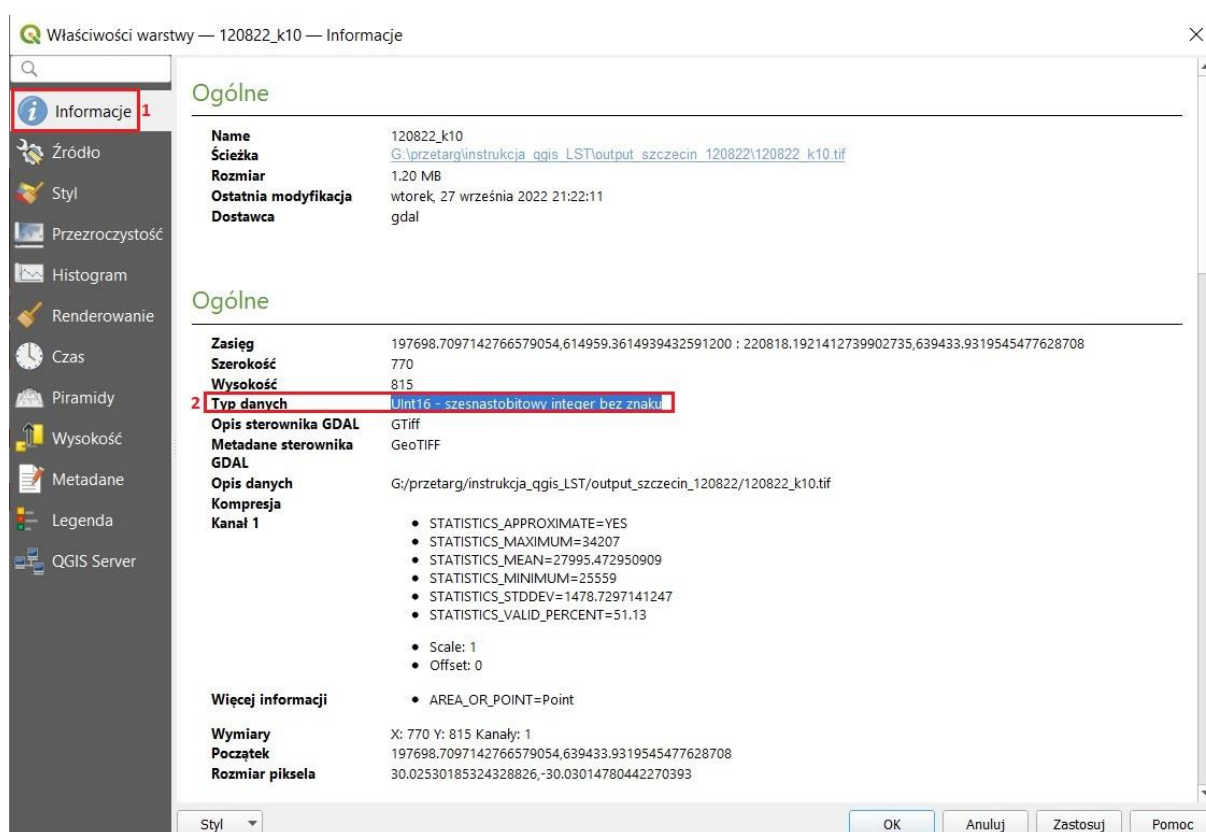 Właściwości warstwy — 120822_k10 — Informacje
Informacje 1
Źródło
Styl
Przezroczystość
Histogram
Renderowanie
Czas
Piramidy
Wysokość
Metadane
Legenda
QGIS Server
Ogólne
Name 120822_k10
Ścieżka G:\przetarg\instrukcja_qgis_LST\output_szczecin_120822\120822_k10.tif
Rozmiar 1.20 MB
Ostatnia modyfikacja wtorek, 27 września 2022 21:22:11
Dostawca gdal
Ogólne
Zasięg 197698.7097142766579054,614959.3614939432591200 : 220818.1921412739902735,639433.9319545477628708
Szerokość 770
Wysokość 815
2 Typ danych UInt16 - szesnastobitowy integer bez znaku
Opis sterownika GDAL GTiff
Metadane sterownika GeoTIFF
GDAL
Opis danych G:/przetarg/instrukcja_qgis_LST/output_szczecin_120822/120822_k10.tif
Kompresja
Kanał 1 • STATISTICS_APPROXIMATE=YES
• STATISTICS_MAXIMUM=34207
• STATISTICS_MEAN=27995.472950909
• STATISTICS_MINIMUM=25559
• STATISTICS_STDDEV=1478.7297141247
• STATISTICS_VALID_PERCENT=51.13
• Scale: 1
• Offset: 0
Więcej informacji • AREA_OR_POINT=Point
Wymiary X: 770 Y: 815 Kanały: 1
Początek 197698.7097142766579054,639433.9319545477628708
Rozmiar piksela 30.02530185324328826,-30.03014780442270393
Styl OK Anuluj Zastosuj Pomoc